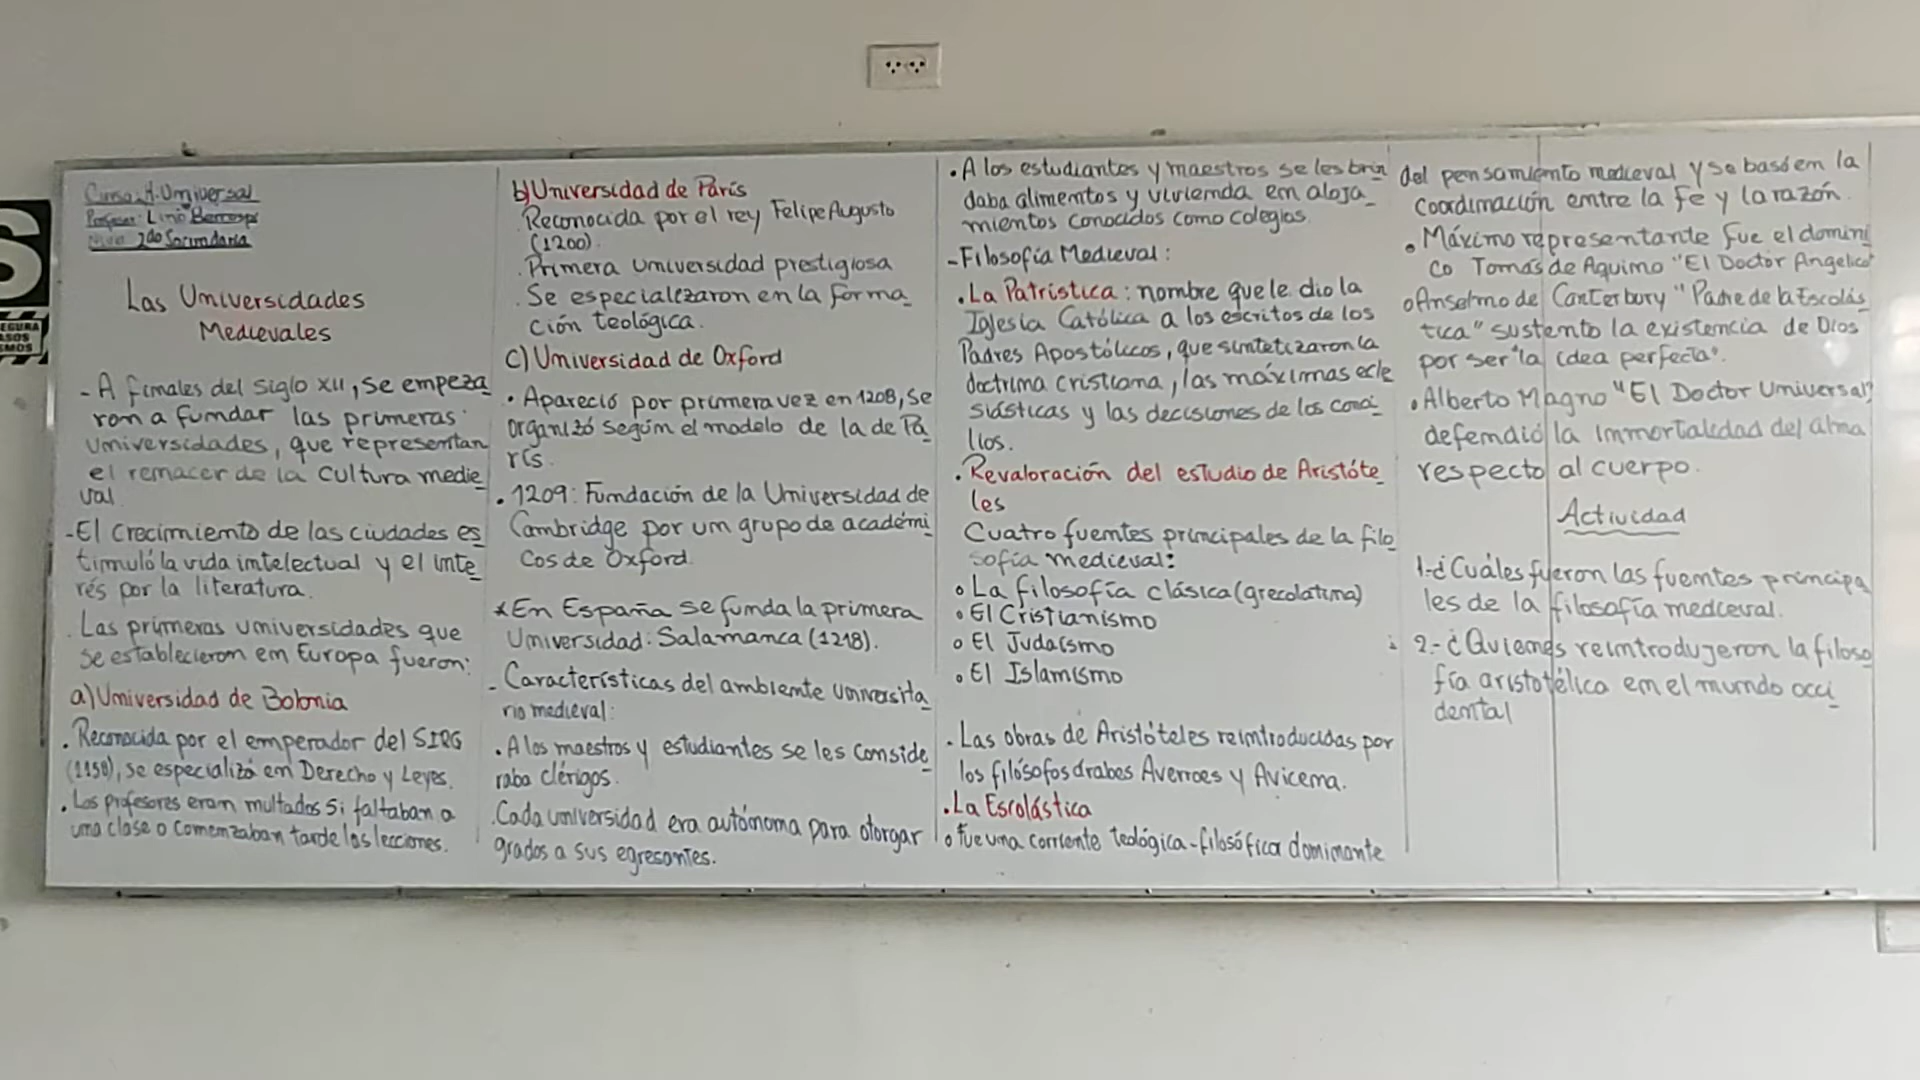 Curso: H. Universal
Profesor: Lino Berrospi
Nivel 2do Secundaria
Las Universidades
Medievales
- A finales del siglo XII, se empeza
ron a fundar las primeras
universidades, que representan
el renacer de la cultura medie
val
- El crecimiento de las ciudades es
timuló la vida intelectual y el inte
rés por la literatura.
. Las primeras universidades que
se establecieron en Europa fueron:
a) Universidad de Bolonia
. Reconocida por el emperador del SIRG
(1158), se especializó en Derecho y Leyes.
. Los profesores eran multados si faltaban a
una clase o comenzaban tarde las lecciones.
b) Universidad de París
Reconocida por el rey Felipe Augusto
(1200).
. Primera universidad prestigiosa
. Se especializaron en la forma
ción teológica.
c) Universidad de Oxford
. Apareció por primera vez en 1208, se
organizó según el modelo de la de Pa
rís.
. 1209: Fundación de la Universidad de
Cambridge por un grupo de académi
cos de Oxford.
* En España se funda la primera
Universidad: Salamanca (1218).
- Características del ambiente universita
rio medieval:
. A los maestros y estudiantes se les conside
raba clérigos.
. Cada universidad era autónoma para otorgar
grados a sus egresantes.
. A los estudiantes y maestros se les brin
daba alimentos y vivienda en aloja
mientos conocidos como colegios.
- Filosofía Medieval:
. La Patrística: nombre que le dio la
Iglesia Católica a los escritos de los
Padres Apostólicos, que sintetizaron la
doctrina cristiana, las máximas ecle
siásticas y las decisiones de los conci
lios.
. Revaloración del estudio de Aristóte
les
Cuatro fuentes principales de la filo
sofía medieval:
o La filosofía clásica (grecolatina)
o El Cristianismo
o El Judaísmo
o El Islamismo
. Las obras de Aristóteles reintroducidas por
los filósofos árabes Averroes y Avicena.
. La Escolástica
o Fue una corriente teológica-filosófica dominante
del pensamiento medieval y se basó en la
coordinación entre la fe y la razón.
. Máximo representante fue el domini
co Tomás de Aquino "El Doctor Angelico"
o Anselmo de Canterbury "Padre de la Escolás
tica" sustento la existencia de Dios
por ser "la idea perfecta".
. Alberto Magno "El Doctor Universal"
defendió la inmortalidad del alma
respecto al cuerpo.
Actividad
1.- ¿Cuáles fueron las fuentes principa
les de la filosofía medieval.
2.- ¿Quienes reintrodujeron la filoso
fía aristotélica en el mundo occi
dental
S
EGURA
ASOS
EMOS